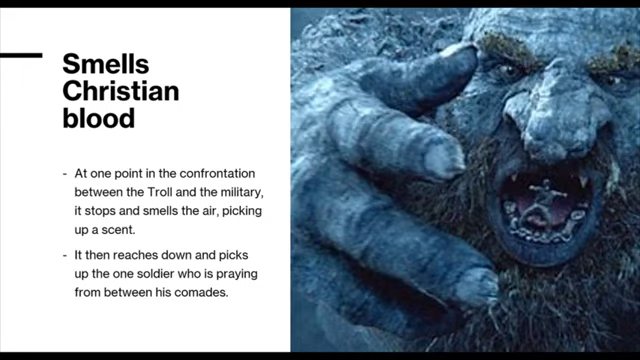 Smells
Christian
blood
- At one point in the confrontation
between the Troll and the military,
it stops and smells the air, picking
up a scent.
- It then reaches down and picks
up the one soldier who is praying
from between his comades.